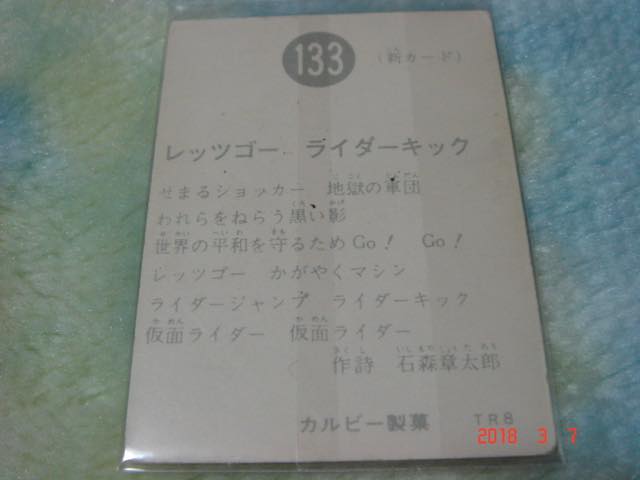 133
(新カード)
レッツゴー ライダーキック
せまるショッカー 地獄の軍団
われらをねらう黒い影
世界の平和を守るためGo! Go!
レッツゴー かがやくマシン
ライダージャンプ ライダーキック
仮面ライダー 仮面ライダー
作詩 石森章太郎
カルビー製菓 TR8
2018 3 7